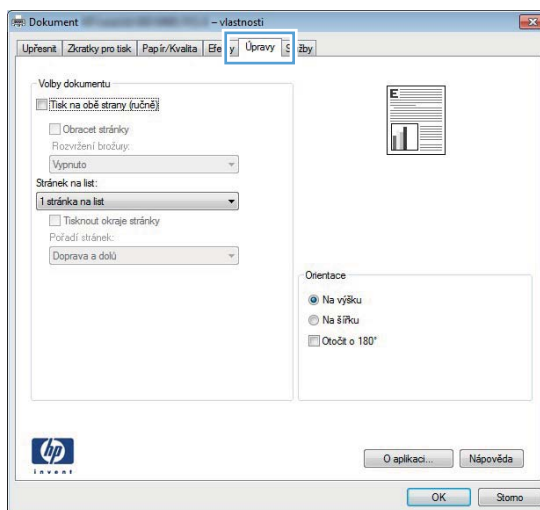 Dokument – vlastnosti
Upřesnit Zkratky pro tisk Papír/Kvalita Úpravy
Volby dokumentu
Tisk na obě strany (ručně)
Obracet stránky
Rozvržení brožury:
Vypnuto
Stránek na list:
1 stránka na list
Tisknout okraje stránky
Pořadí stránek:
Doprava a dolů
E
Orientace
Na výšku
Na šířku
Otočit o 180°
hp
invent
O aplikaci... Nápověda
OK Storno